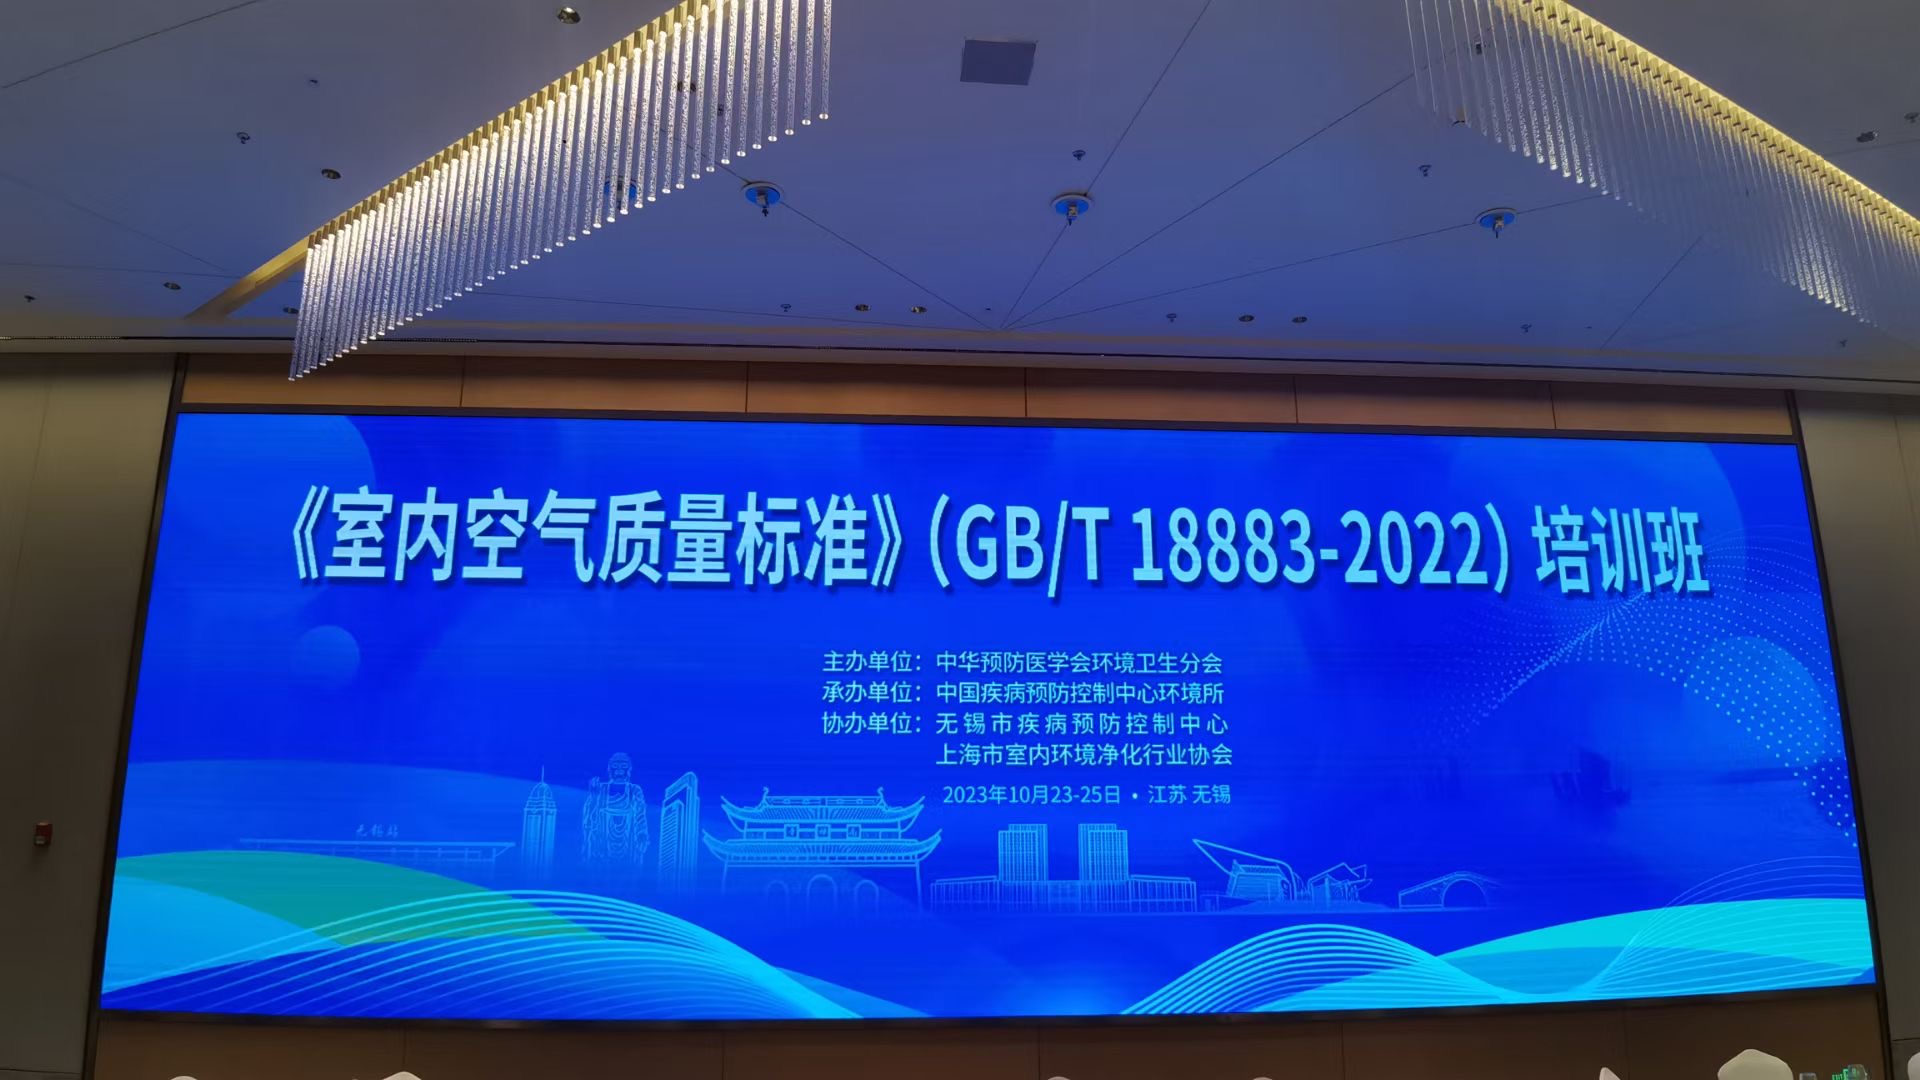 《室内空气质量标准》（GB/T 18883-2022）培训班
主办单位：中华预防医学会环境卫生分会
承办单位：中国疾病预防控制中心环境所
协办单位：无锡市疾病预防控制中心
上海市室内环境净化行业协会
2023年10月23-25日 • 江苏 无锡
无锡站